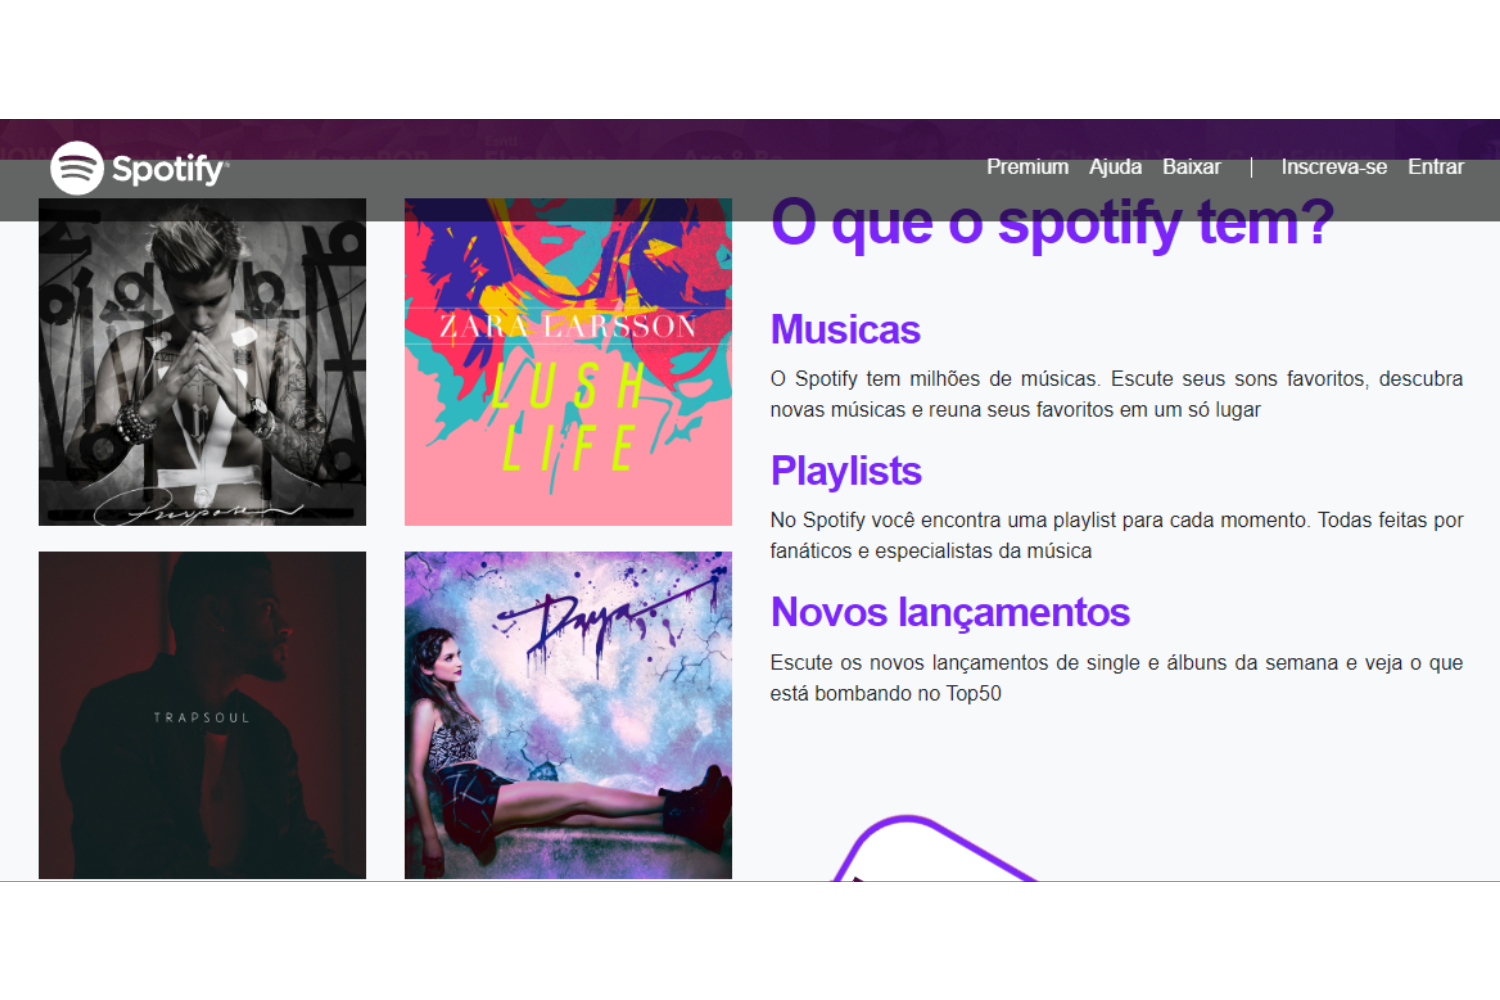 Spotify
Premium Ajuda Baixar | Inscreva-se Entrar
Purpose
ZARA LARSSON
LUSH
LIFE
TRAPSOUL
Daya
O que o spotify tem?
Musicas
O Spotify tem milhões de músicas. Escute seus sons favoritos, descubra
novas músicas e reuna seus favoritos em um só lugar
Playlists
No Spotify você encontra uma playlist para cada momento. Todas feitas por
fanáticos e especialistas da música
Novos lançamentos
Escute os novos lançamentos de single e álbuns da semana e veja o que
está bombando no Top50